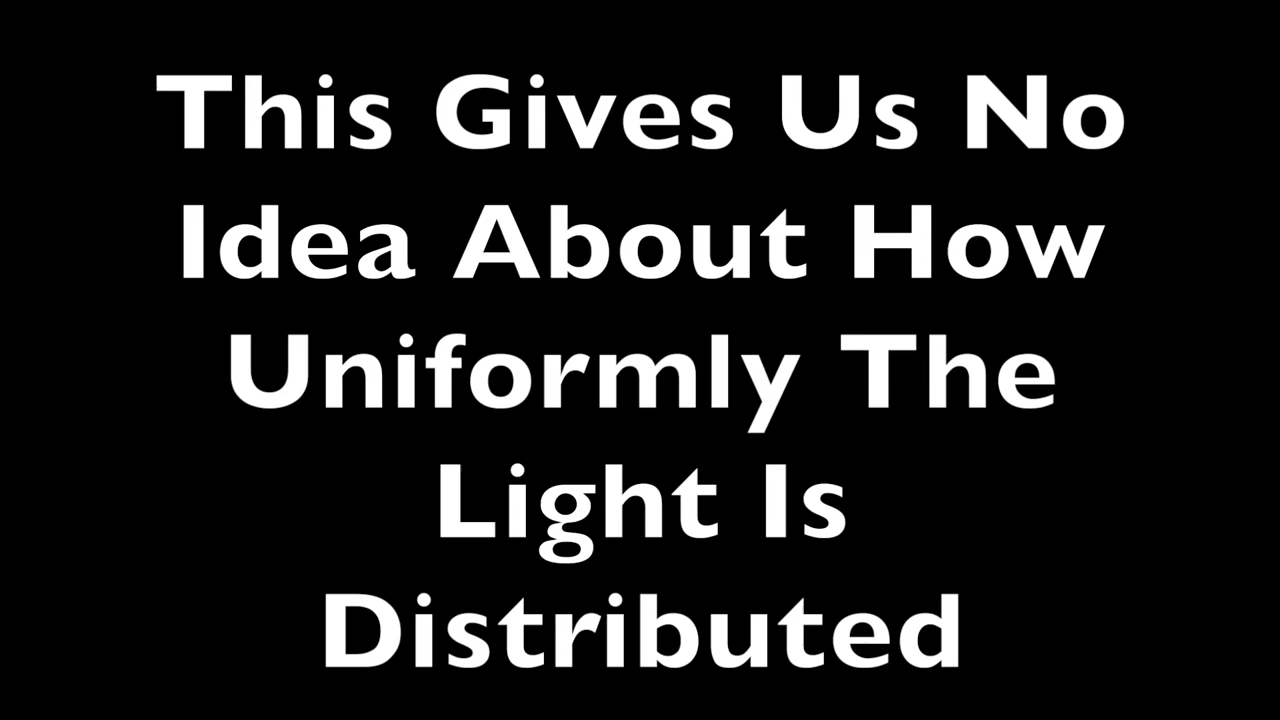 This Gives Us No
Idea About How
Uniformly The
Light Is
Distributed